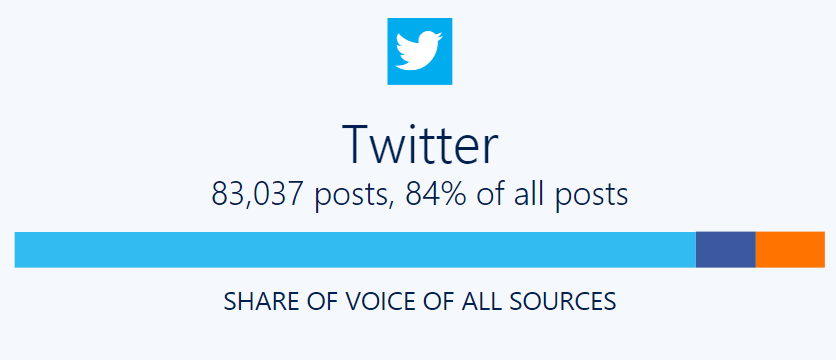 Twitter
83,037 posts, 84% of all posts
SHARE OF VOICE OF ALL SOURCES